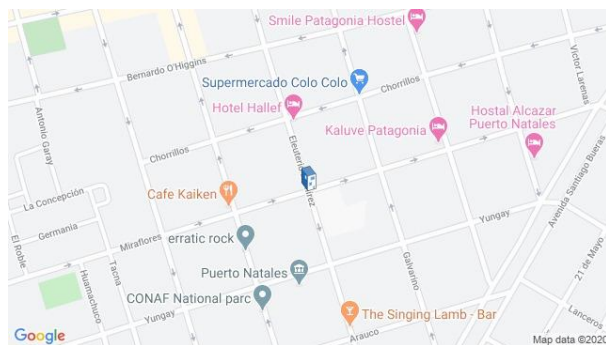 Smile Patagonia Hostel
Bernardo O'Higgins
Supermercado Colo Colo
Chorrillos
Victor Larenas
Hotel Hallef
Hostal Alcazar
Puerto Natales
Kaluve Patagonia
Antonio Garay
Chorrillos
Eleuterio Ramirez
La Concepción
Cafe Kaiken
Avenida Santiago Bueras
Germania
Miraflores
erratic rock
Yungay
El Roble
Huamachuco
Tacna
Puerto Natales
Galvarino
21 de Mayo
CONAF National parc
Yungay
The Singing Lamb - Bar
Lanceros
Arauco
Google
Map data ©2020